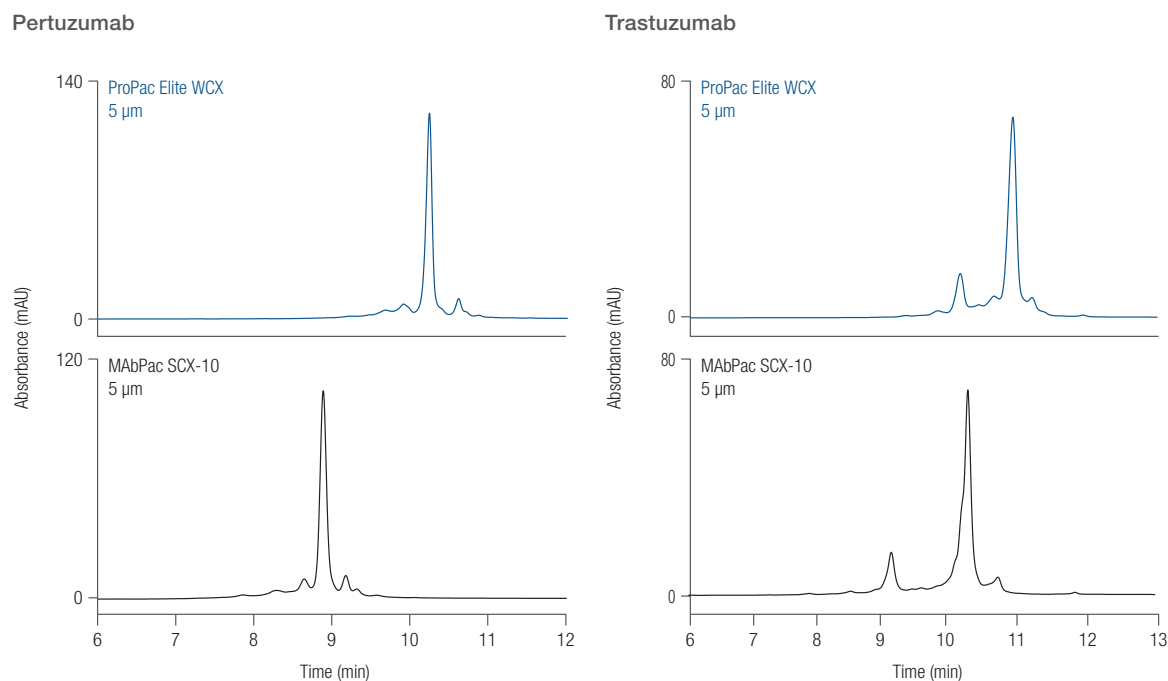 Pertuzumab
140
ProPac Elite WCX
5 µm
0
120
MAbPac SCX-10
5 µm
0
Absorbance (mAU)
6 7 8 9 10 11 12
Time (min)
Trastuzumab
80
ProPac Elite WCX
5 µm
0
80
MAbPac SCX-10
5 µm
0
Absorbance (mAU)
6 7 8 9 10 11 12 13
Time (min)